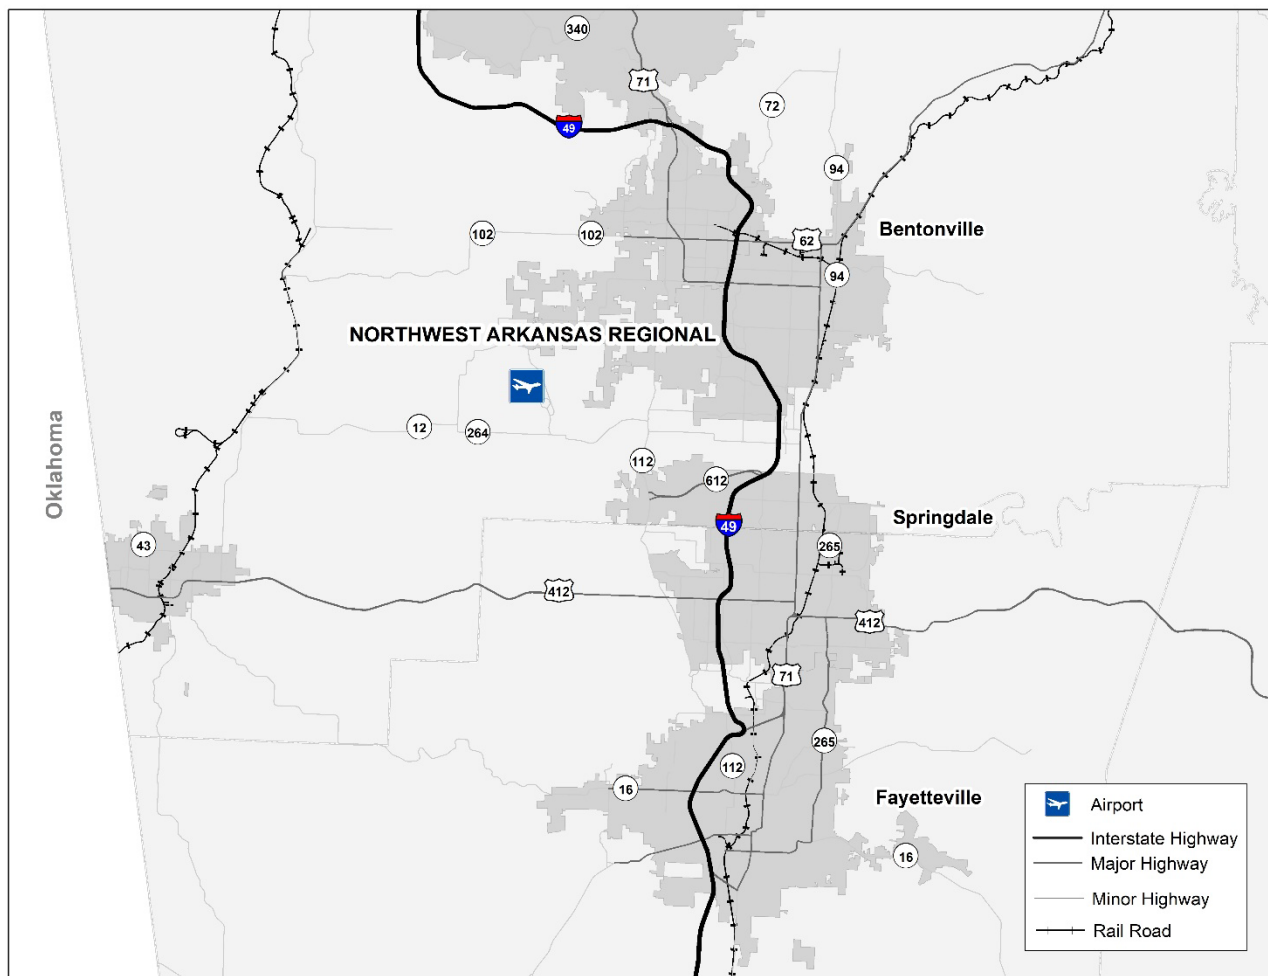 340
71
72
49
94
102
102
62
Bentonville
94
NORTHWEST ARKANSAS REGIONAL
Oklahoma
12
264
112
612
49
Springdale
43
265
412
412
71
265
112
16
Fayetteville
16
Airport
Interstate Highway
Major Highway
Minor Highway
Rail Road